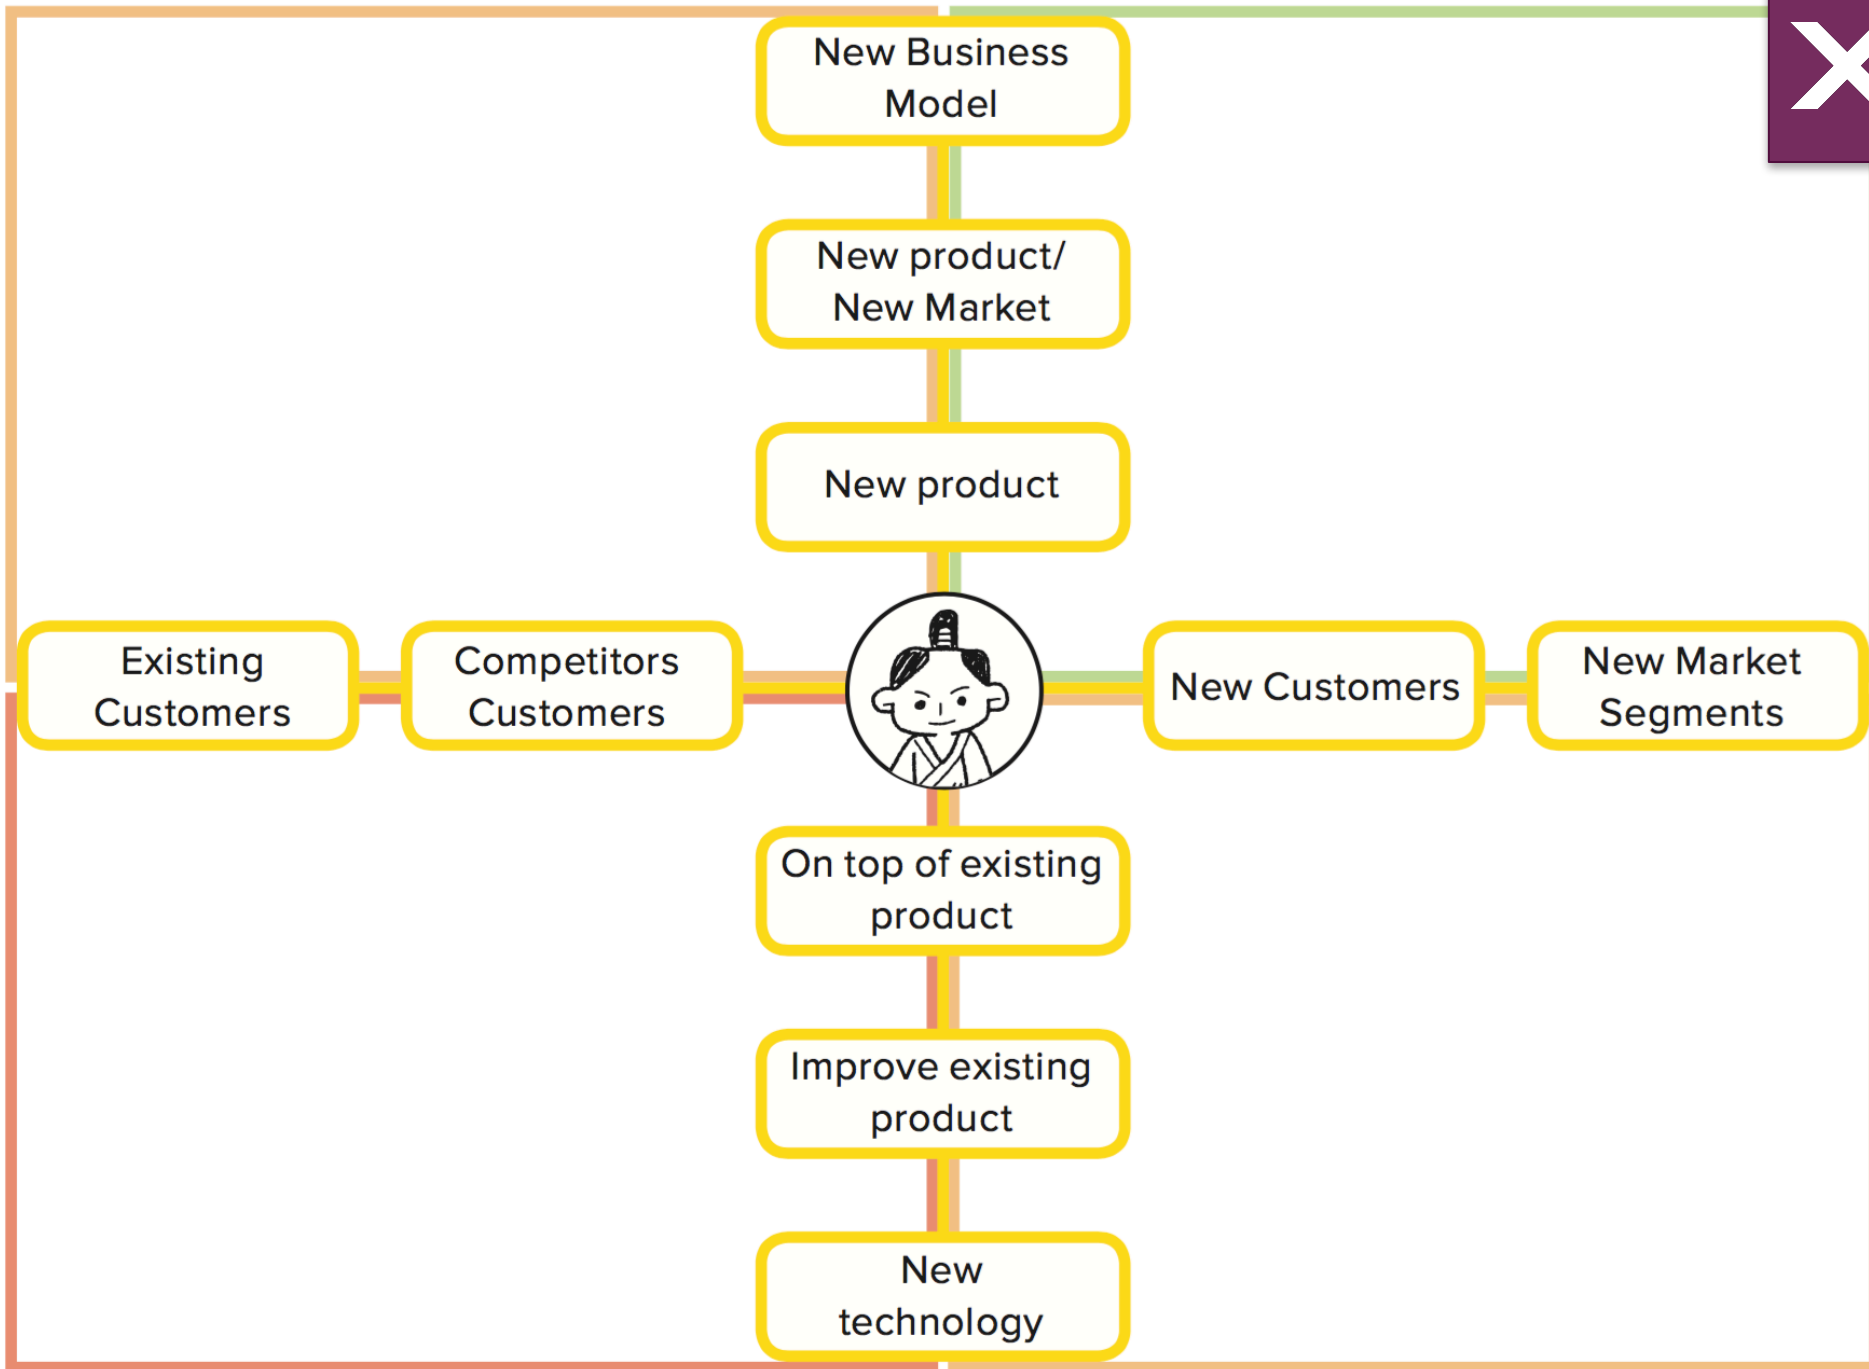 New Business
Model
New product/
New Market
New product
Existing
Customers
Competitors
Customers
New Customers
New Market
Segments
On top of existing
product
Improve existing
product
New
technology